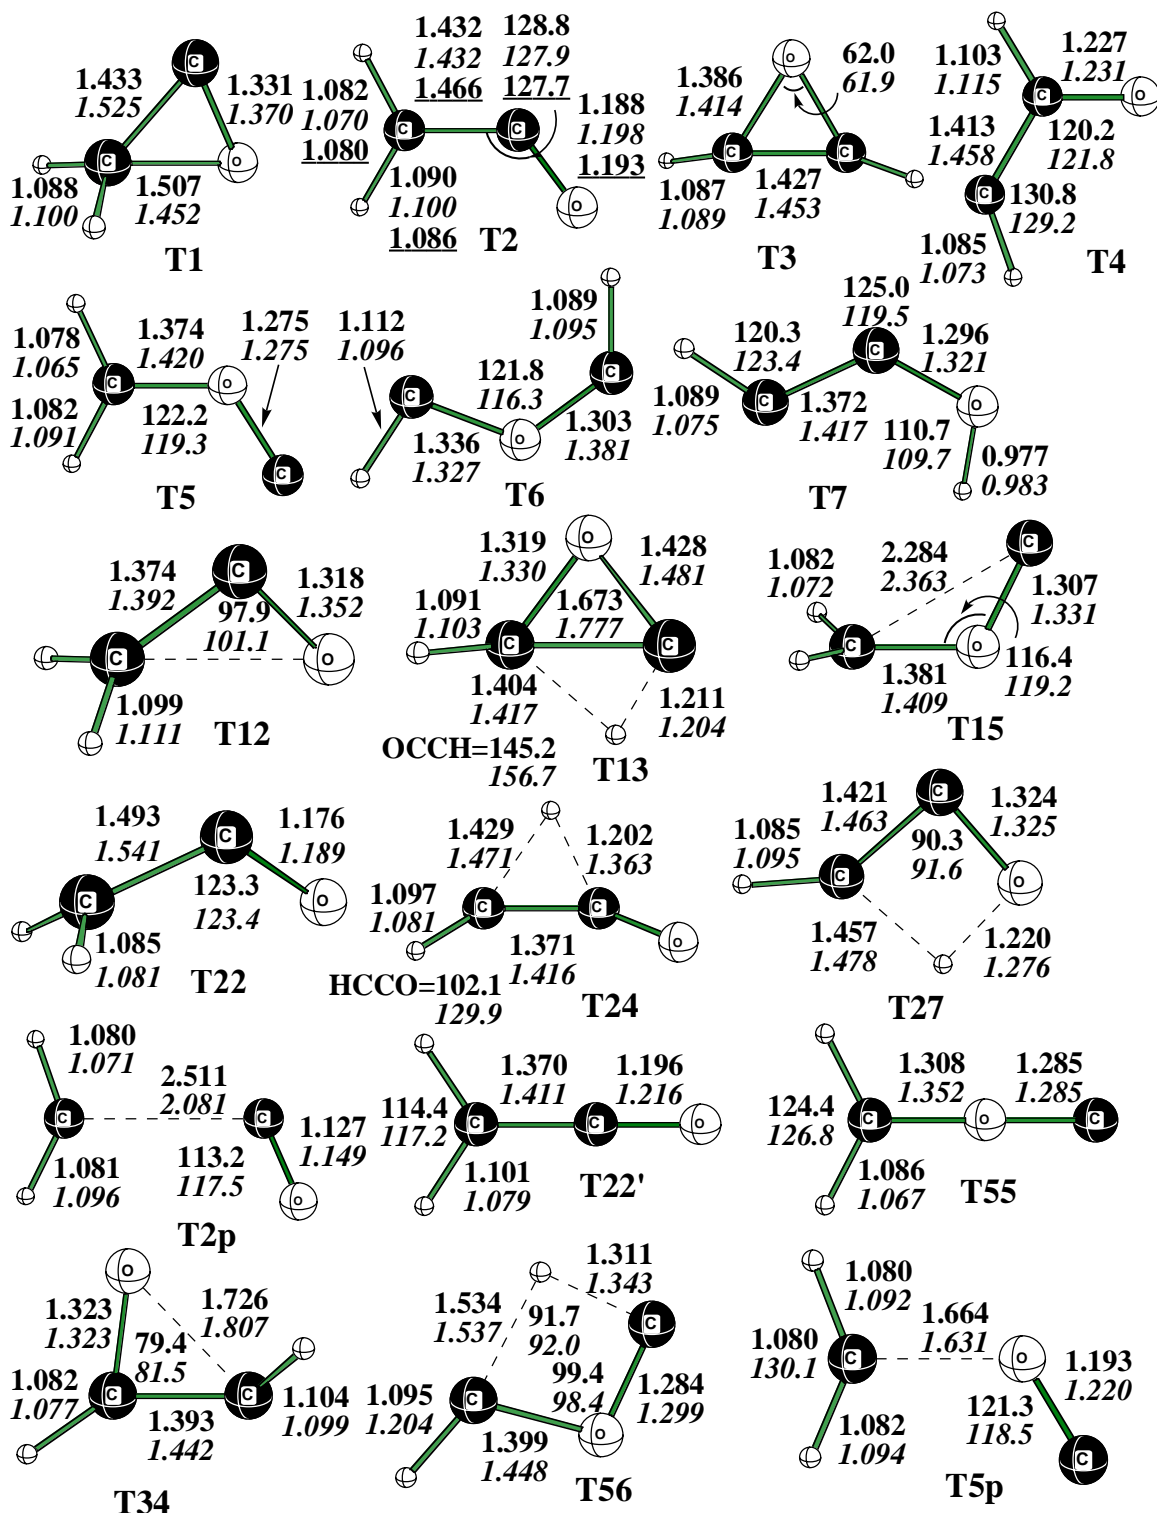 1.433
1.525
C
1.331
1.370
C
O
1.088
1.100
1.507
1.452
T1
1.432
1.432
1.466
128.8
127.9
127.7
1.082
1.070
1.080
C
C
1.188
1.198
1.193
1.090
1.100
1.086
O
T2
O
62.0
61.9
1.386
1.414
C
C
1.087
1.089
1.427
1.453
T3
1.103
1.115
1.227
1.231
C
O
1.413
1.458
120.2
121.8
C
130.8
129.2
1.085
1.073
T4
1.078
1.065
1.374
1.420
1.275
1.275
C
O
1.082
1.091
122.2
119.3
C
T5
1.112
1.096
1.089
1.095
C
C
121.8
116.3
O
1.336
1.327
1.303
1.381
T6
125.0
119.5
120.3
123.4
C
1.296
1.321
C
O
1.089
1.075
1.372
1.417
110.7
109.7
0.977
0.983
T7
C
1.374
1.392
1.318
1.352
97.9
101.1
C
O
1.099
1.111
T12
O
1.319
1.330
1.428
1.481
1.091
1.103
1.673
1.777
C
C
1.404
1.417
1.211
1.204
OCCH=145.2
156.7
T13
1.082
1.072
2.284
2.363
C
1.307
1.331
C
O
1.381
1.409
116.4
119.2
T15
1.493
1.541
C
1.176
1.189
C
123.3
123.4
O
1.085
1.081
T22
1.429
1.471
1.202
1.363
1.097
1.081
C
C
1.371
1.416
O
HCCO=102.1
129.9
T24
1.421
1.463
C
1.324
1.325
1.085
1.095
90.3
91.6
C
O
1.457
1.478
1.220
1.276
T27
1.080
1.071
2.511
2.081
C
C
1.127
1.149
1.081
1.096
113.2
117.5
O
T2p
1.370
1.411
1.196
1.216
114.4
117.2
C
C
O
1.101
1.079
T22'
1.308
1.352
1.285
1.285
124.4
126.8
C
O
C
1.086
1.067
T55
O
1.323
1.323
1.726
1.807
79.4
81.5
1.082
1.077
C
C
1.104
1.099
1.393
1.442
T34
1.311
1.343
1.534
1.537
91.7
92.0
C
1.095
1.204
C
99.4
98.4
1.284
1.299
O
1.399
1.448
T56
1.080
1.092
1.664
1.631
1.080
130.1
C
O
1.193
1.220
1.082
1.094
121.3
118.5
C
T5p